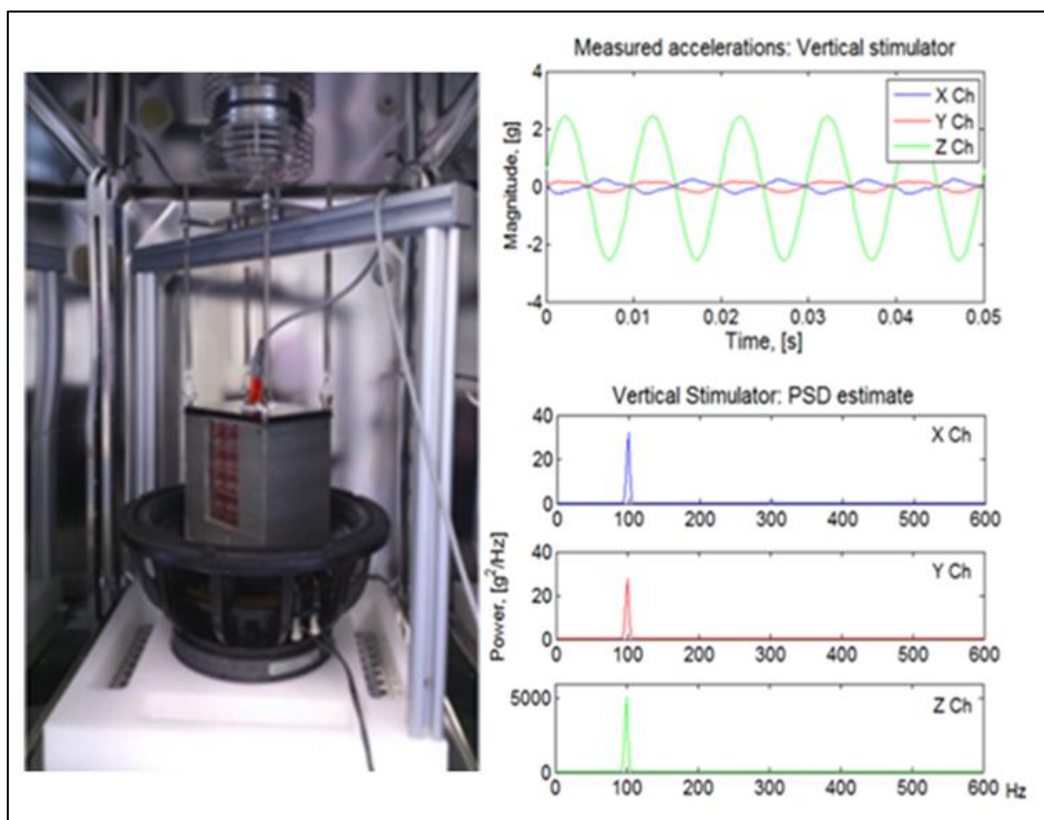 Measured accelerations: Vertical stimulator
4
2
0
-2
-4
Magnitude, [g]
X Ch
Y Ch
Z Ch
0 0.01 0.02 0.03 0.04 0.05
Time, [s]
Vertical Stimulator: PSD estimate
40
20
0
X Ch
0 100 200 300 400 500 600
Power, [g²/Hz]
40
20
0
Y Ch
0 100 200 300 400 500 600
5000
0
Z Ch
0 100 200 300 400 500 600 Hz